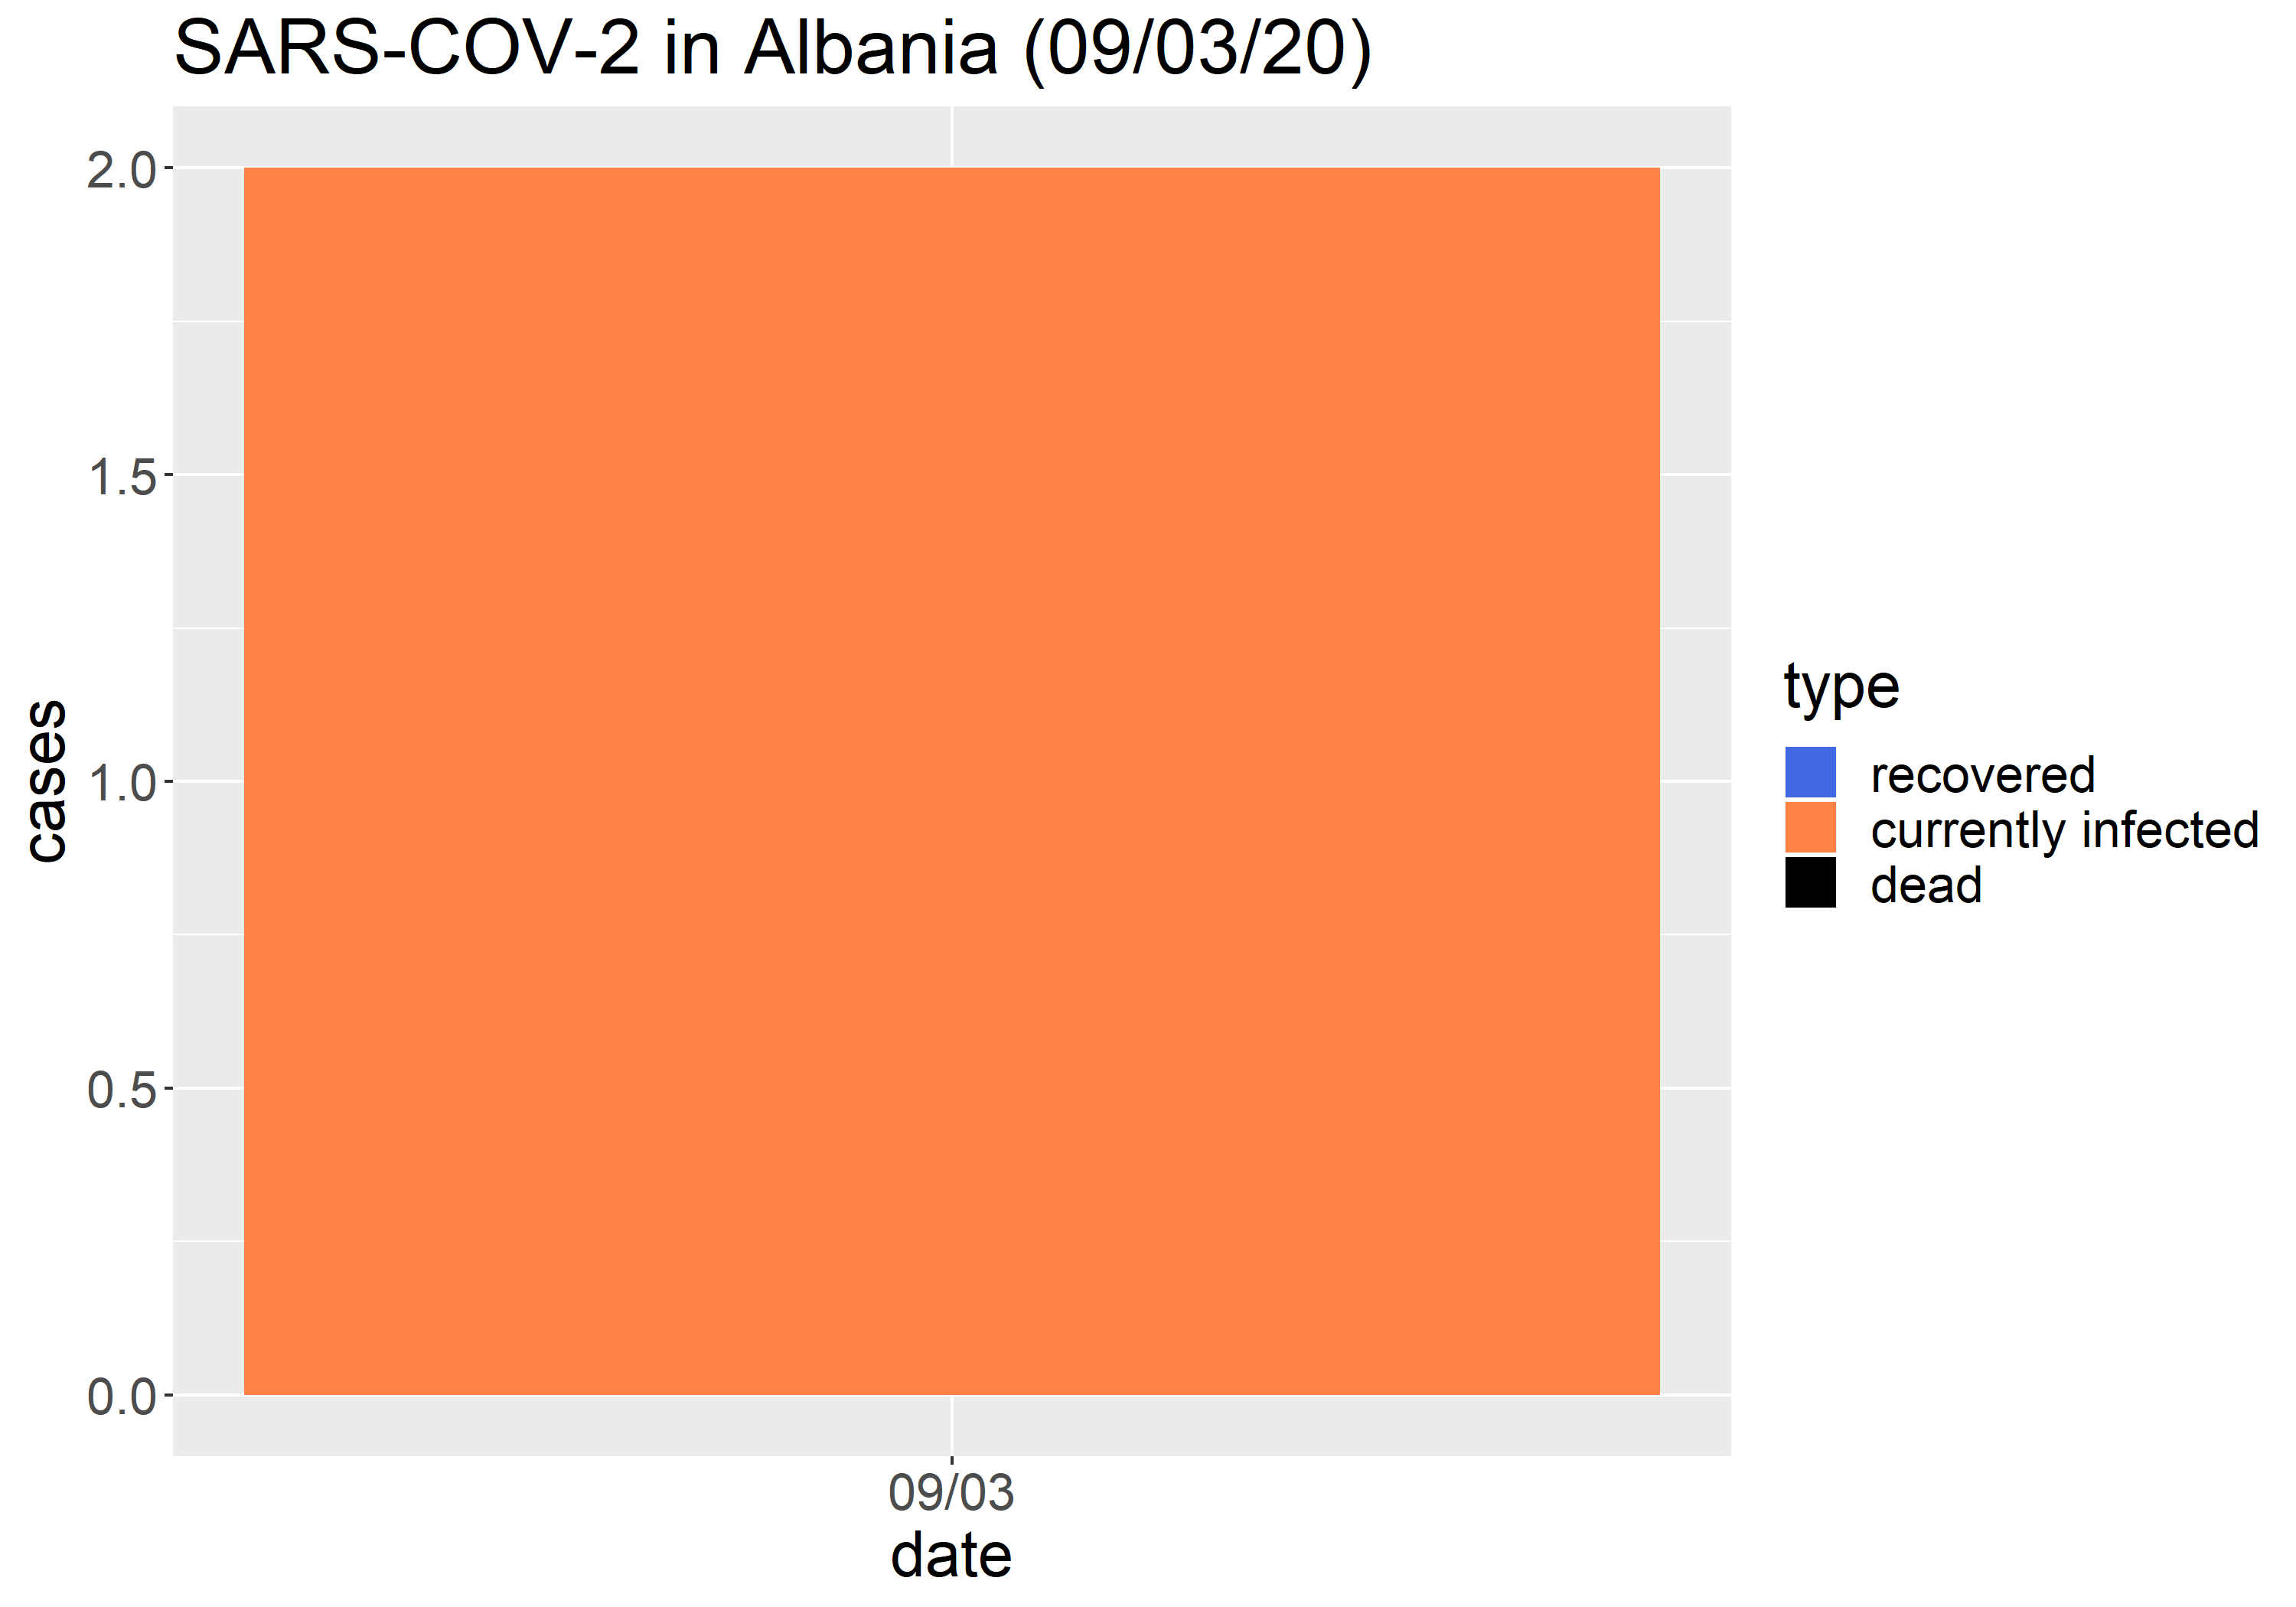 SARS-COV-2 in Albania (09/03/20)
2.0
1.5
1.0
0.5
0.0
cases
09/03
date
type
recovered
currently infected
dead